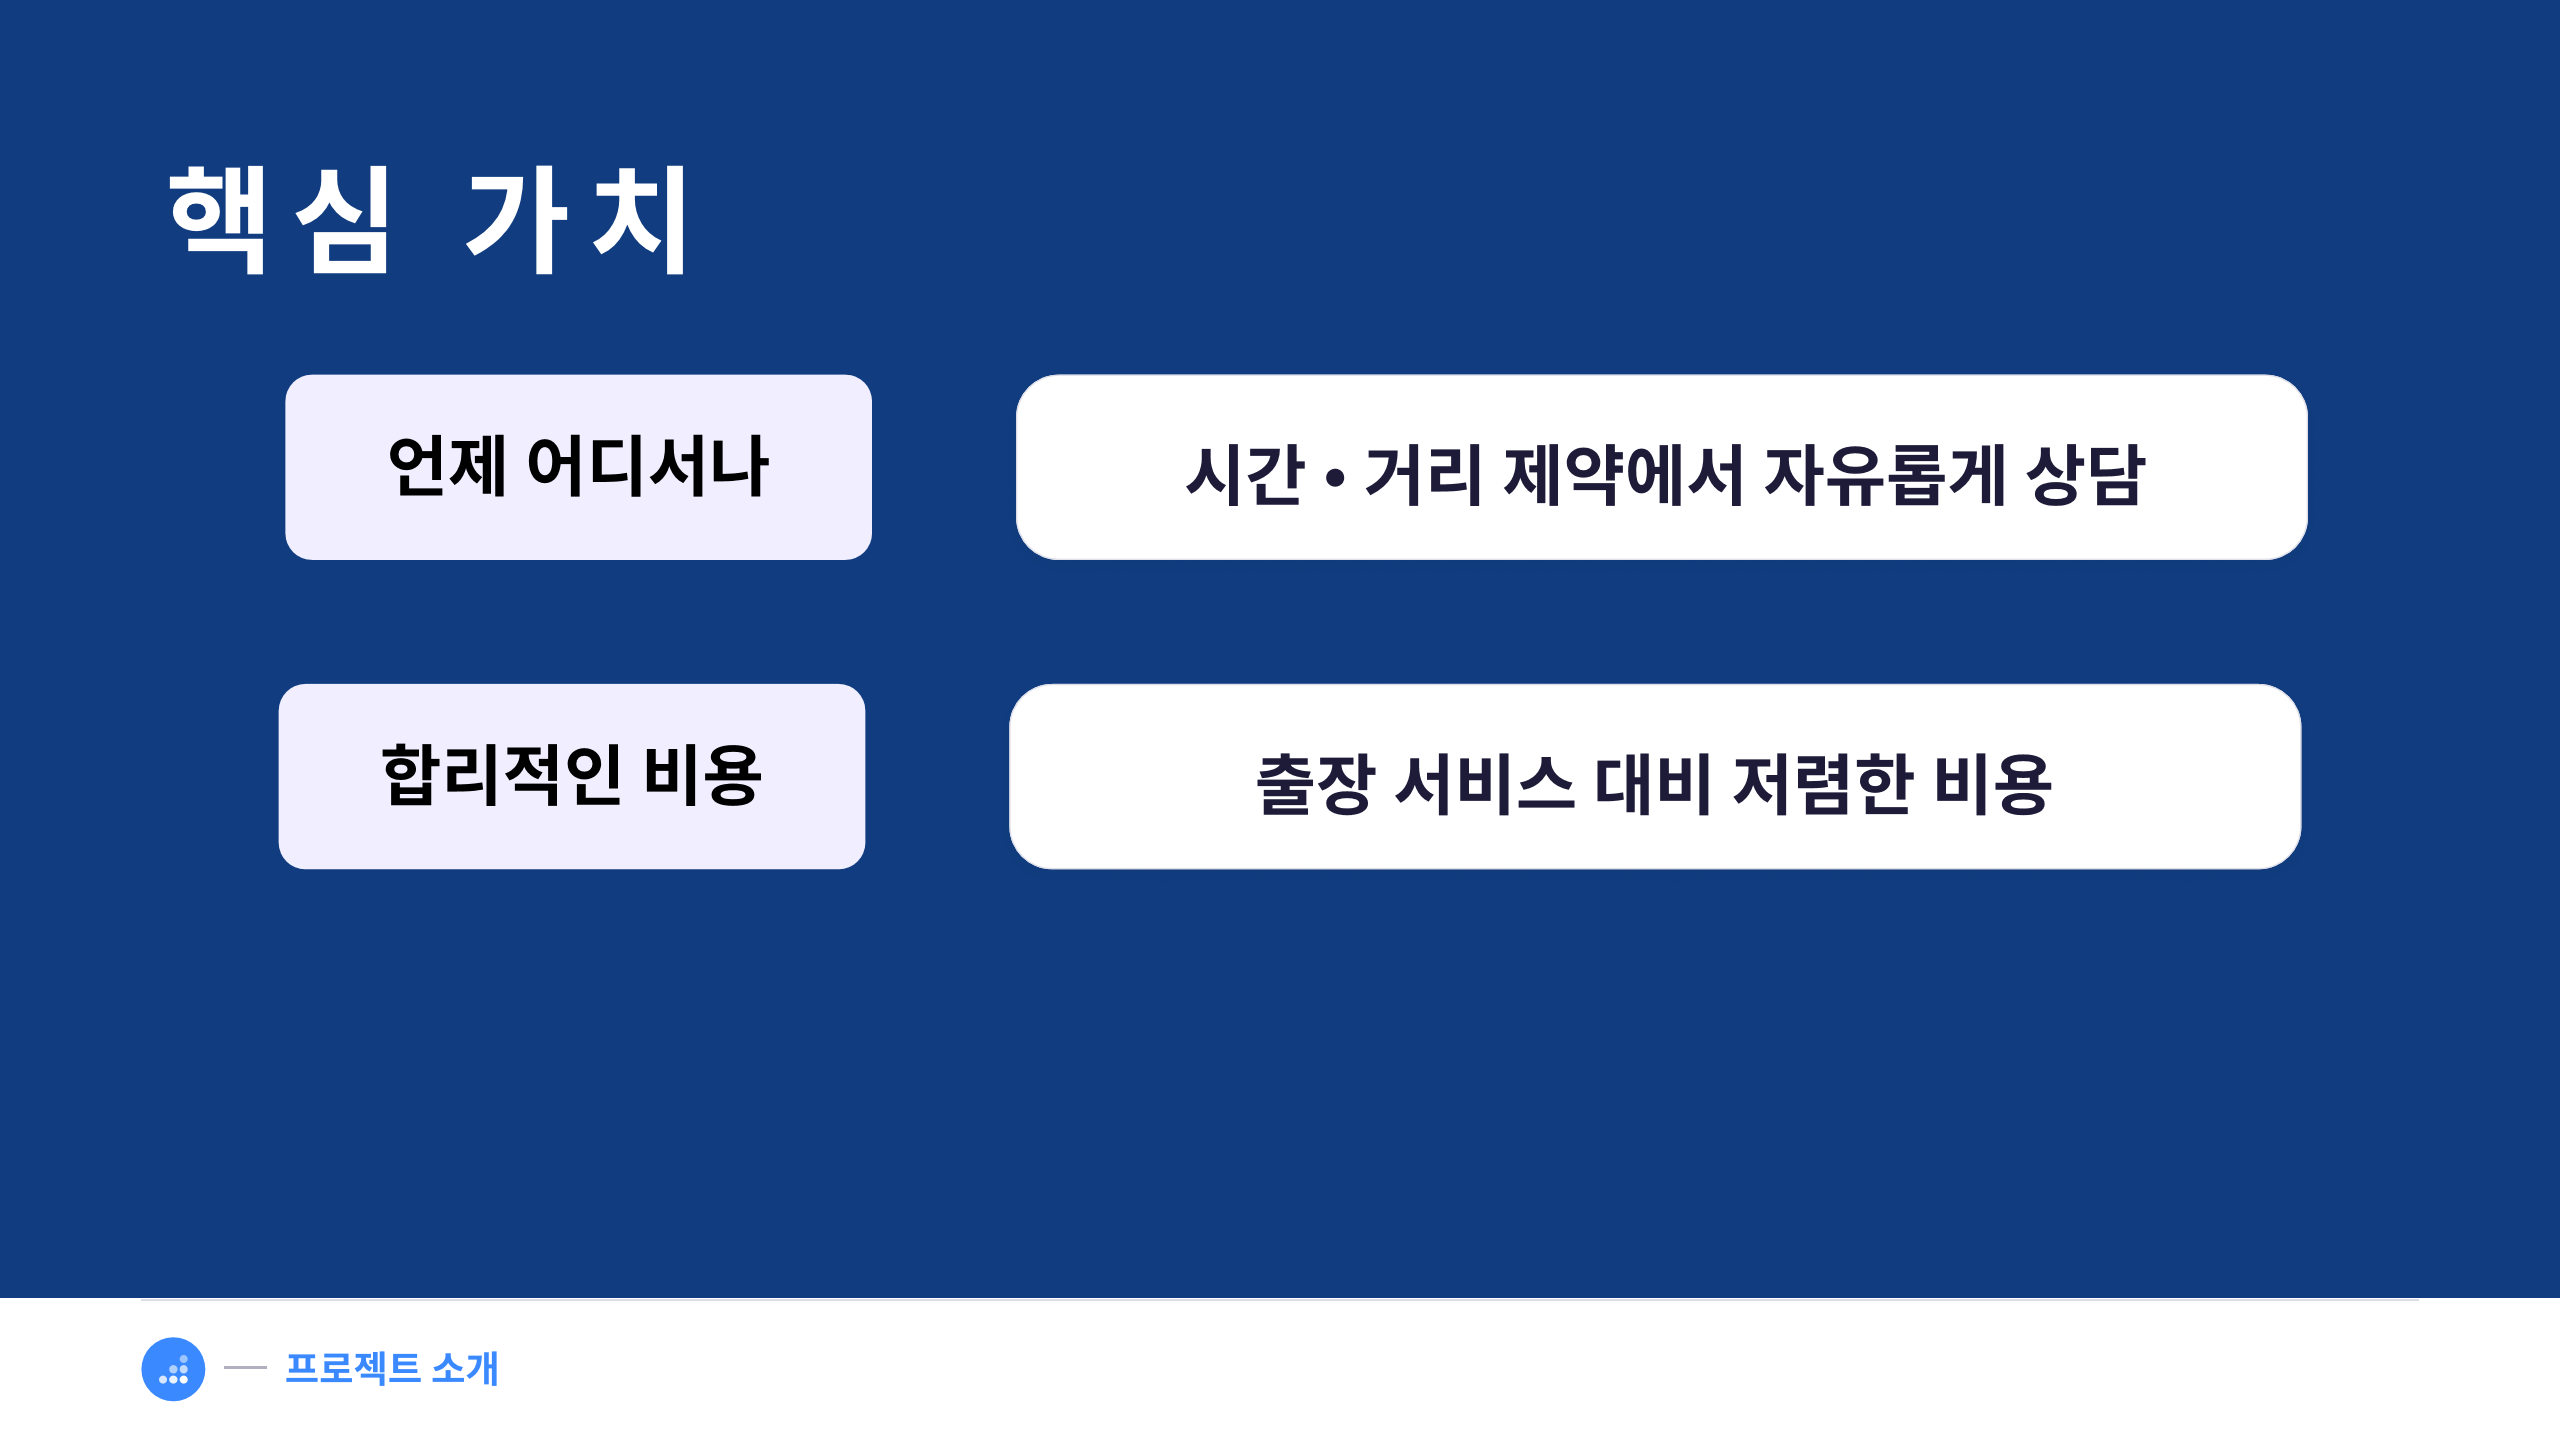 핵심 가치
언제 어디서나
시간 • 거리 제약에서 자유롭게 상담
합리적인 비용
출장 서비스 대비 저렴한 비용
프로젝트 소개